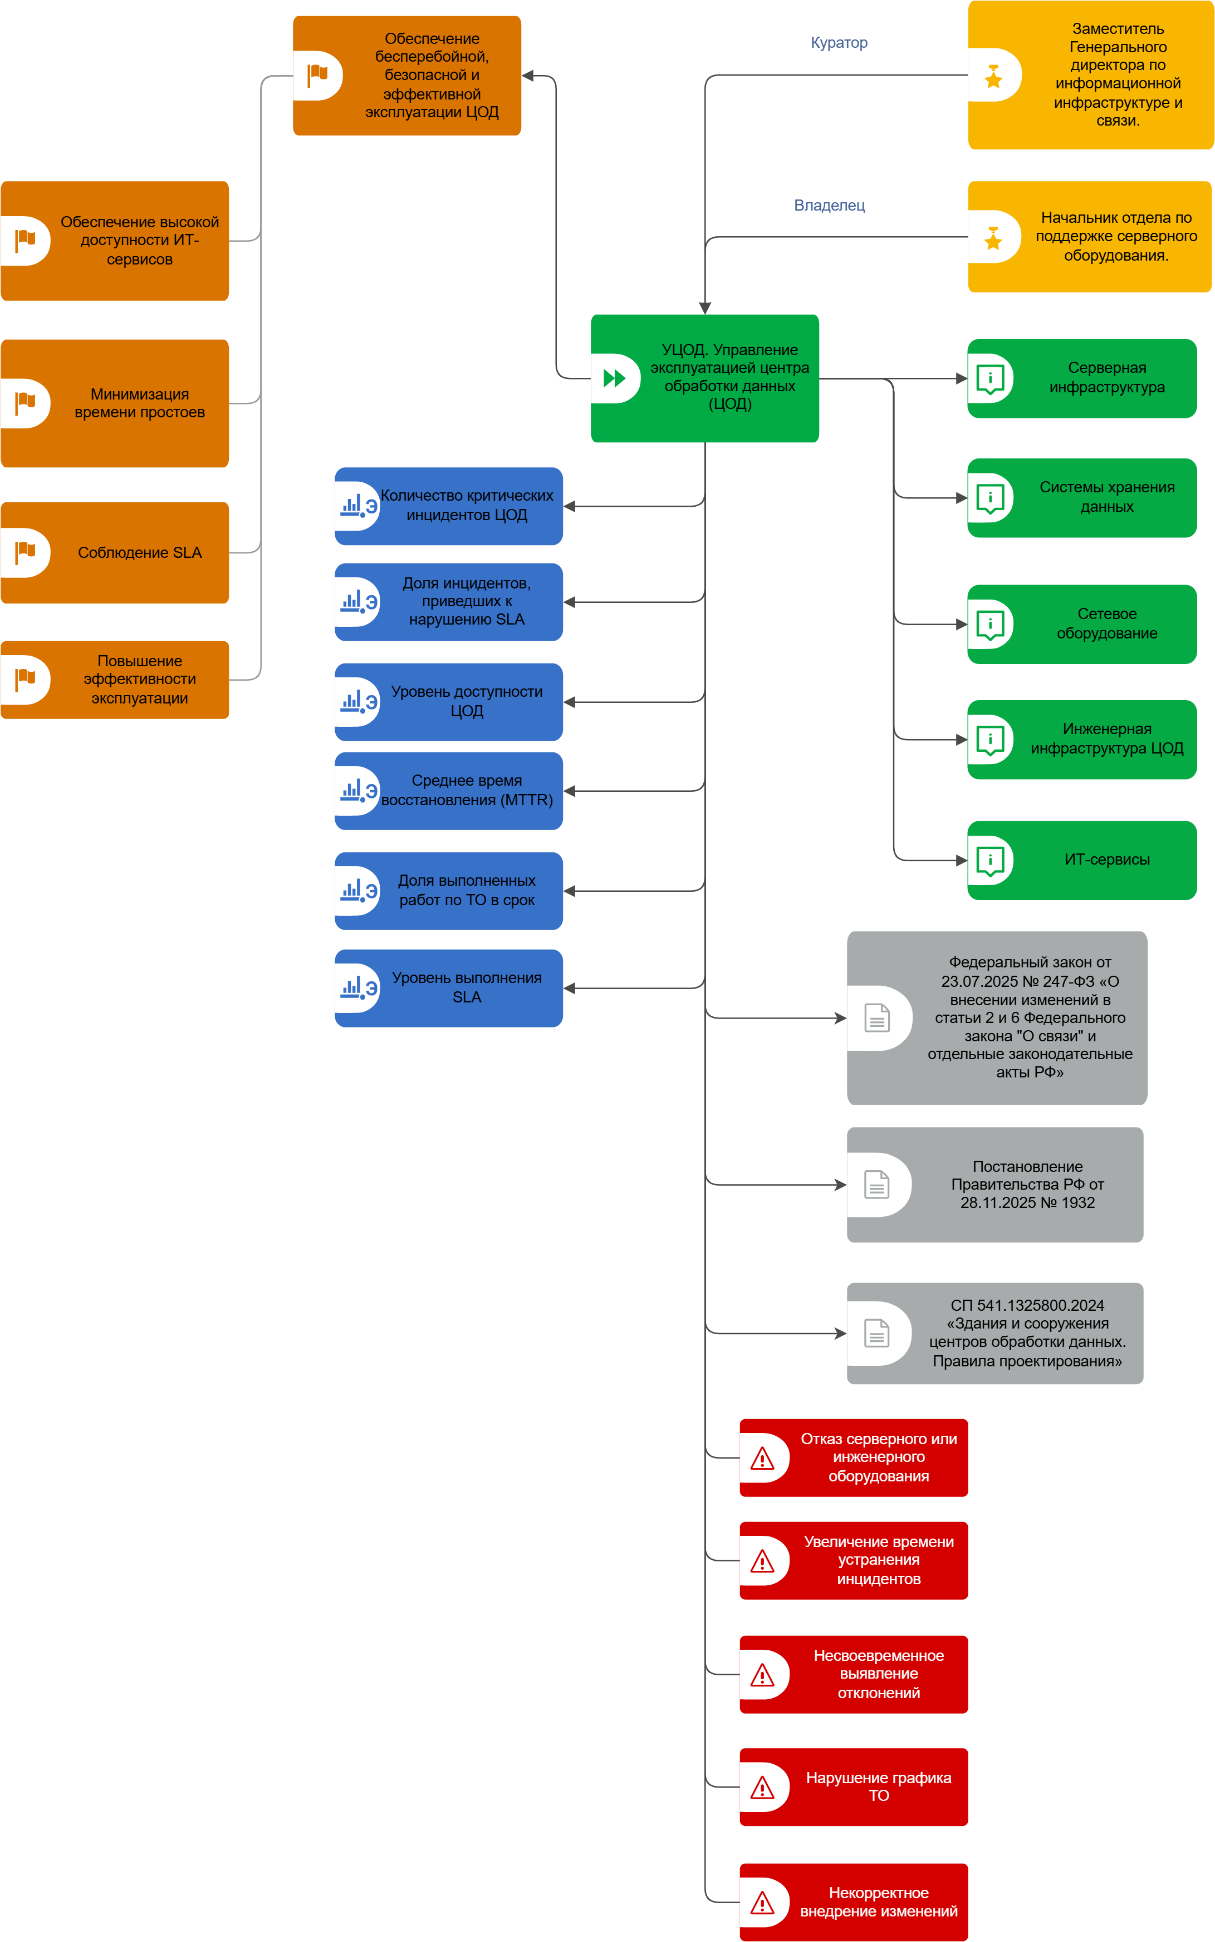 Обеспечение
бесперебойной,
безопасной и
эффективной
эксплуатации ЦОД
Куратор
Заместитель
Генерального
директора по
информационной
инфраструктуре и
связи.
Владелец
Начальник отдела по
поддержке серверного
оборудования.
Обеспечение высокой
доступности ИТ-
сервисов
Минимизация
времени простоев
Соблюдение SLA
Повышение
эффективности
эксплуатации
УЦОД. Управление
эксплуатацией центра
обработки данных
(ЦОД)
Серверная
инфраструктура
Системы хранения
данных
Сетевое
оборудование
Инженерная
инфраструктура ЦОД
ИТ-сервисы
Э
Количество критических
инцидентов ЦОД
Э
Доля инцидентов,
приведших к
нарушению SLA
Э
Уровень доступности
ЦОД
Э
Среднее время
восстановления (MTTR)
Э
Доля выполненных
работ по ТО в срок
Э
Уровень выполнения
SLA
Федеральный закон от
23.07.2025 № 247-ФЗ «О
внесении изменений в
статьи 2 и 6 Федерального
закона "О связи" и
отдельные законодательные
акты РФ»
Постановление
Правительства РФ от
28.11.2025 № 1932
СП 541.1325800.2024
«Здания и сооружения
центров обработки данных.
Правила проектирования»
Отказ серверного или
инженерного
оборудования
Увеличение времени
устранения
инцидентов
Несвоевременное
выявление
отклонений
Нарушение графика
ТО
Некорректное
внедрение изменений